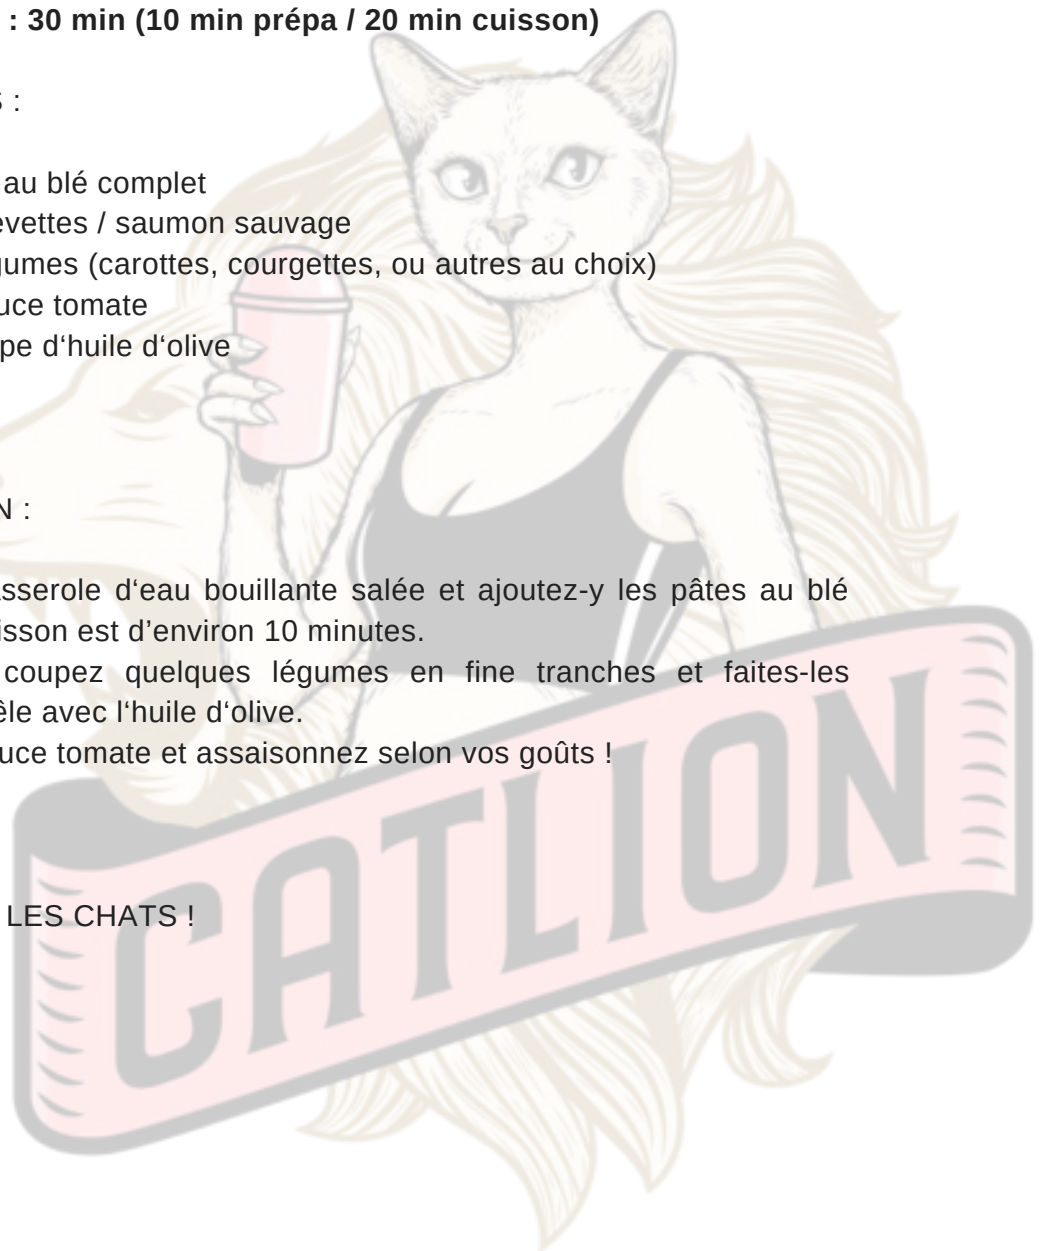 : 30 min (10 min prépa / 20 min cuisson)
S :
au blé complet
evettes / saumon sauvage
gumes (carottes, courgettes, ou autres au choix)
uce tomate
pe d‘huile d‘olive
N :
asserole d‘eau bouillante salée et ajoutez-y les pâtes au blé
isson est d’environ 10 minutes.
coupez quelques légumes en fine tranches et faites-les
êle avec l‘huile d‘olive.
uce tomate et assaisonnez selon vos goûts !
LES CHATS !
CATLION